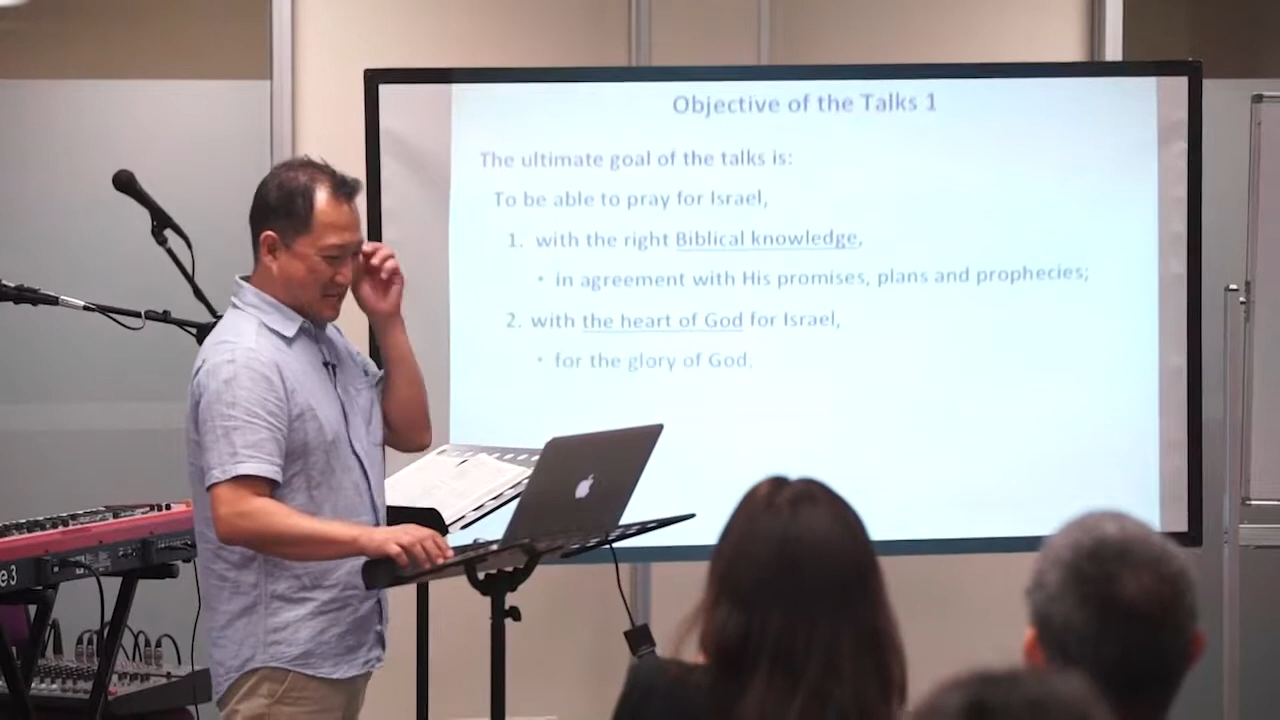 Objective of the Talks 1
The ultimate goal of the talks is:
To be able to pray for Israel,
1. with the right Biblical knowledge,
• in agreement with His promises, plans and prophecies;
2. with the heart of God for Israel,
• for the glory of God.
e3